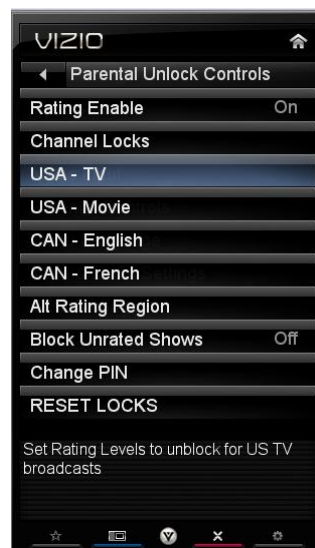 VIZIO
Parental Unlock Controls
Rating Enable On
Channel Locks
USA - TV
USA - Movie
CAN - English
CAN - French
Alt Rating Region
Block Unrated Shows Off
Change PIN
RESET LOCKS
Set Rating Levels to unblock for US TV
broadcasts
V